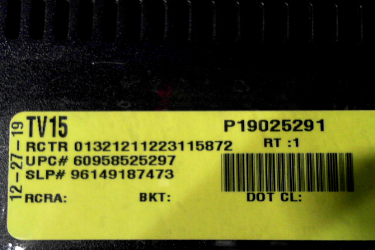 12-27-19
TV15 P19025291
RCTR 01321211223115872 RT :1
UPC# 60958525297
SLP# 96149187473
RCRA: BKT: DOT CL: